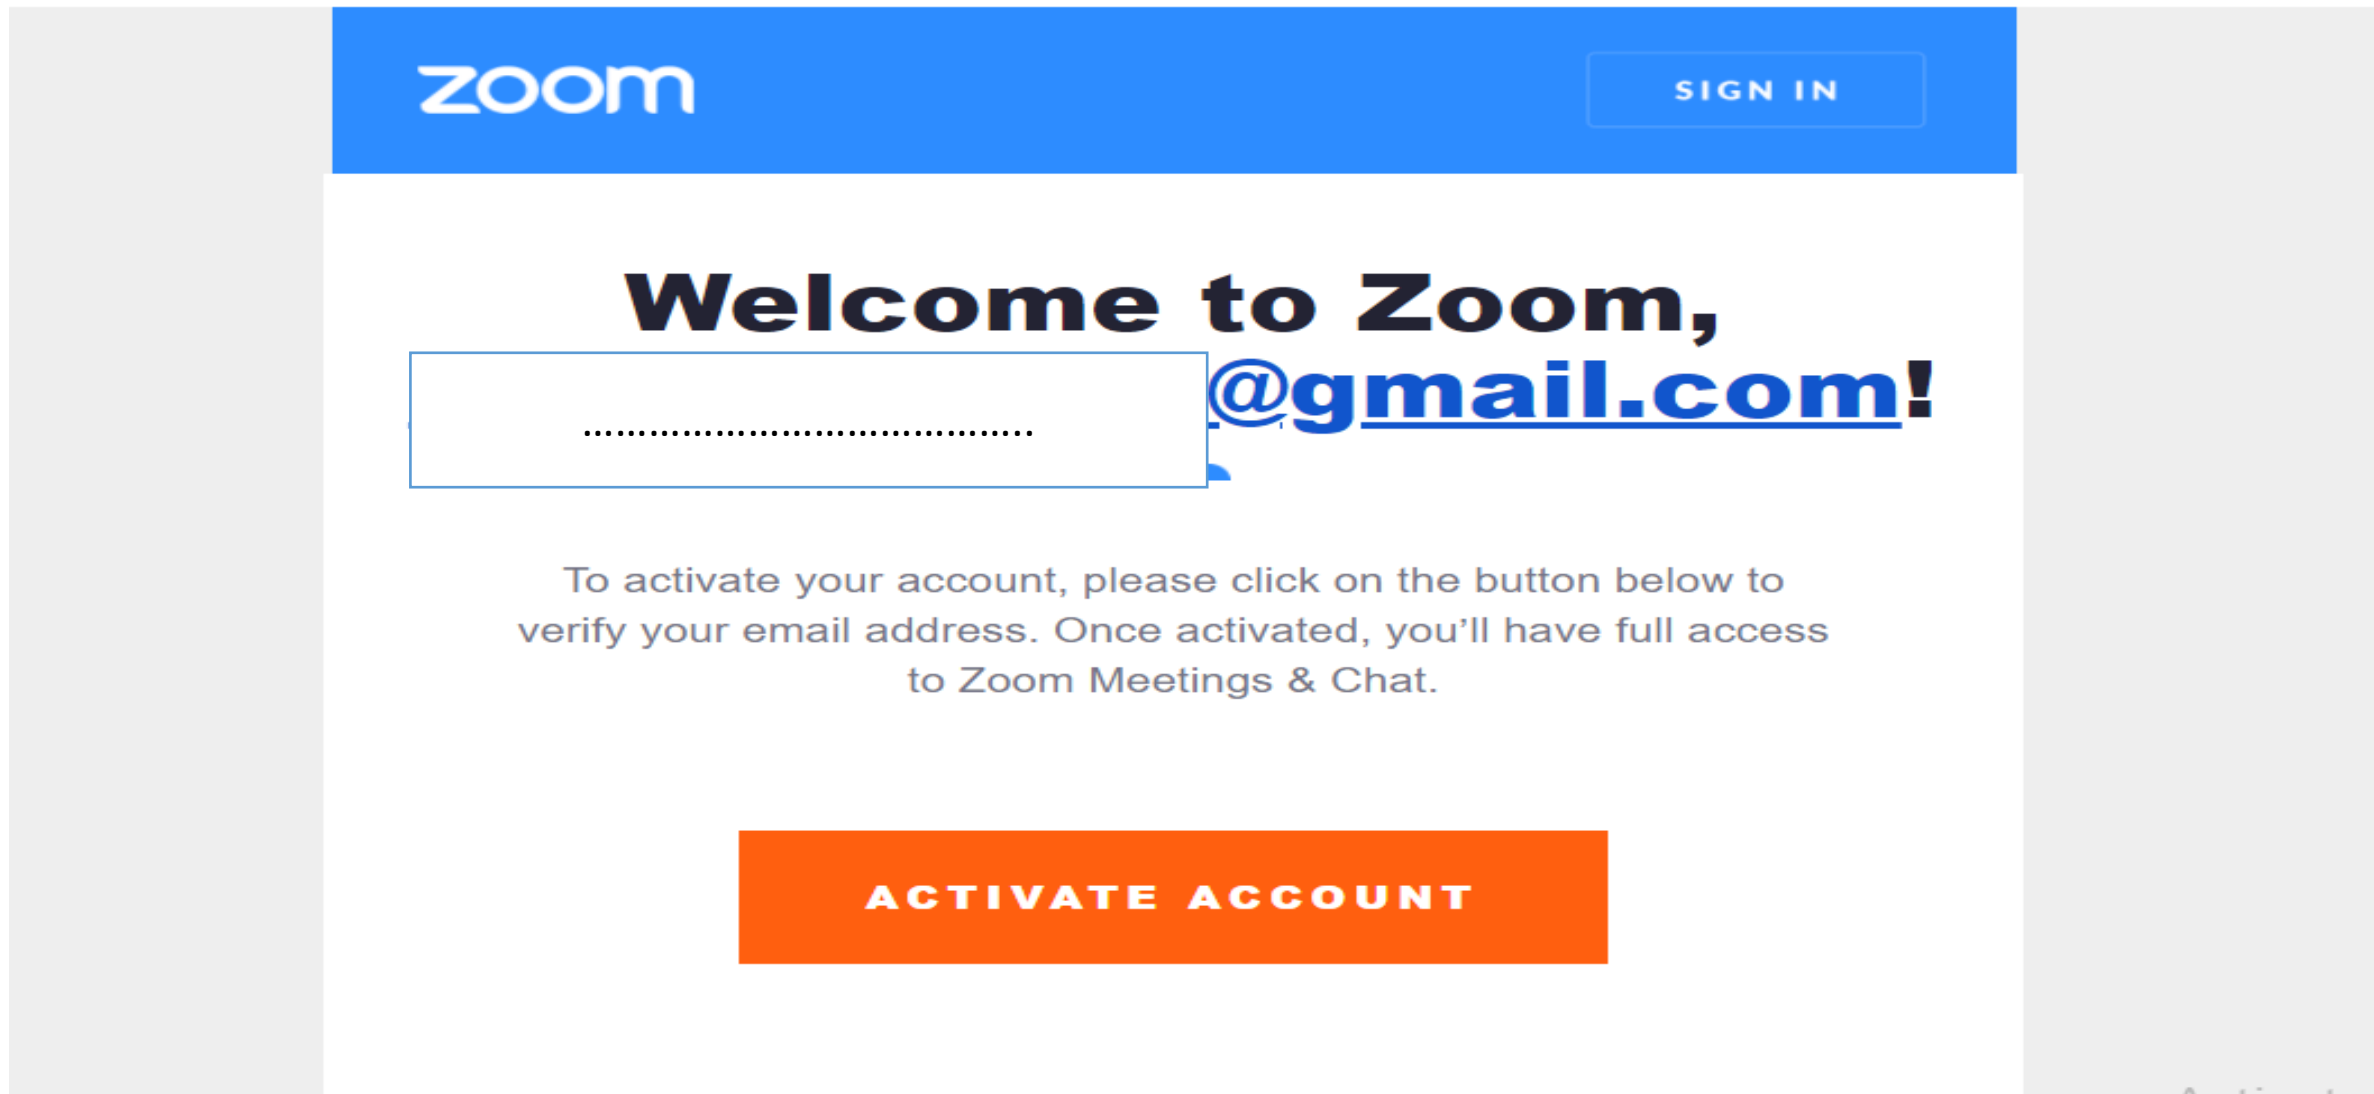 zoom
SIGN IN
Welcome to Zoom,
@gmail.com!
........................................
To activate your account, please click on the button below to
verify your email address. Once activated, you’ll have full access
to Zoom Meetings & Chat.
ACTIVATE ACCOUNT